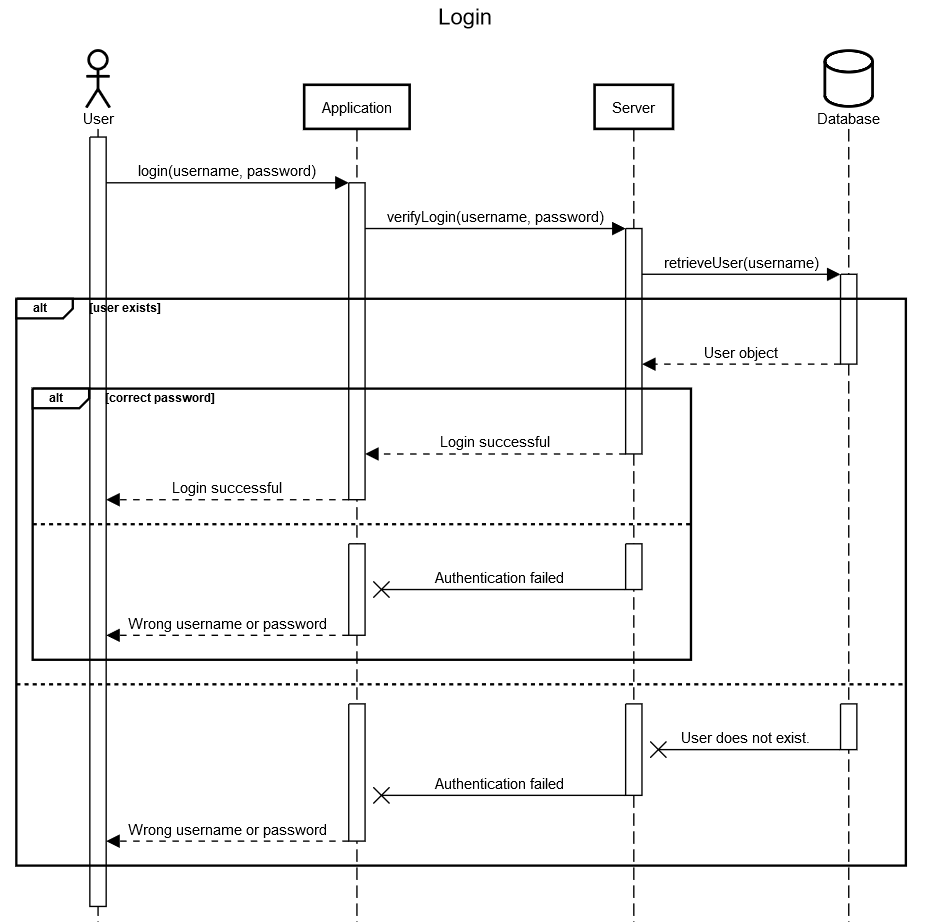 Login
User
Application
Server
Database
login(username, password)
verifyLogin(username, password)
retrieveUser(username)
alt
[user exists]
User object
alt
[correct password]
Login successful
Login successful
Authentication failed
Wrong username or password
User does not exist.
Authentication failed
Wrong username or password